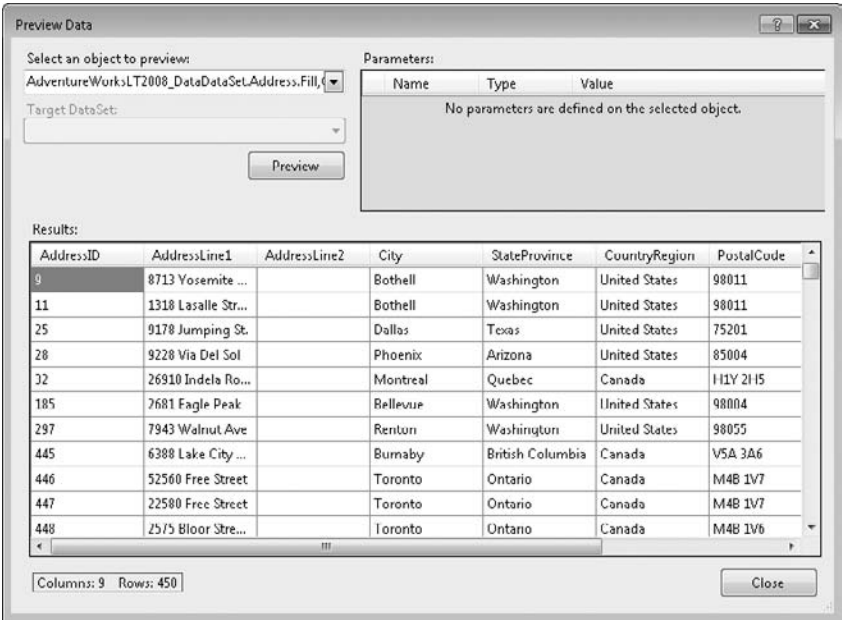 Preview Data
Select an object to preview:
AdventureWorksLT2008_DataDataSet.Address.Fill,(
Target DataSet:
Preview
Parameters:
Name Type Value
No parameters are defined on the selected object.
Results:
AddressID AddressLine1 AddressLine2 City StateProvince CountryRegion PostalCode
9 8713 Yosemite ... Bothell Washington United States 98011
11 1318 Lasalle Str... Bothell Washington United States 98011
25 9178 Jumping St. Dallas Texas United States 75201
28 9228 Via Del Sol Phoenix Arizona United States 85004
32 26910 Indela Ro... Montreal Quebec Canada H1Y 2H5
185 2681 Eagle Peak Bellevue Washington United States 98004
297 7943 Walnut Ave Renton Washington United States 98055
445 6388 Lake City ... Burnaby British Columbia Canada V5A 3A6
446 52560 Free Street Toronto Ontario Canada M4B 1V7
447 22580 Free Street Toronto Ontario Canada M4B 1V7
448 2575 Bloor Stre... Toronto Ontario Canada M4B 1V6
Columns: 9 Rows: 450
Close